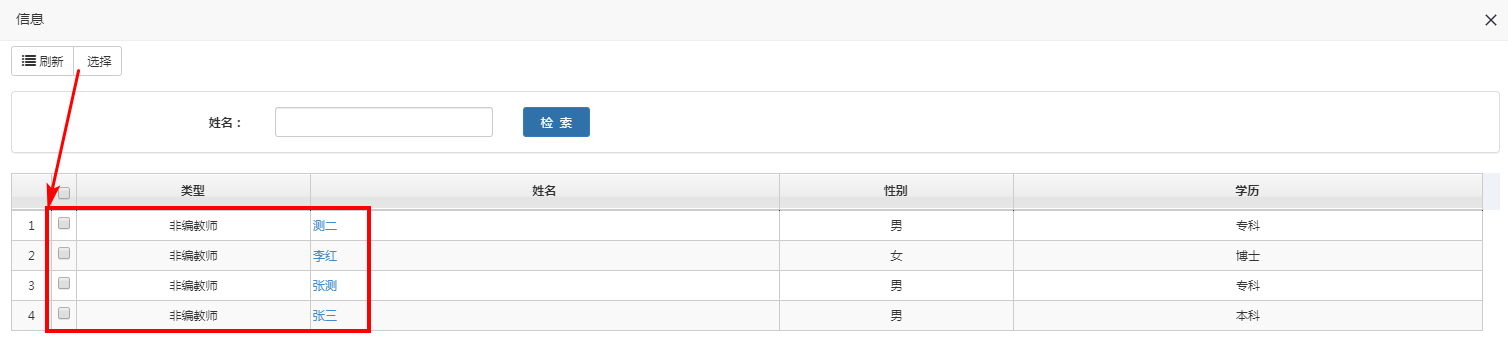 信息
刷新 选择
姓名： 检 索
类型 姓名 性别 学历
1 非编教师 测二 男 专科
2 非编教师 李红 女 博士
3 非编教师 张测 男 专科
4 非编教师 张三 男 本科